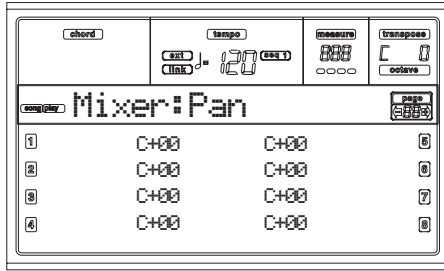 chord tempo measure transpose
ext ♩= 120 seq 1 888 C 0
link octave
song play Mixer:Pan page
88
1 C+00 C+00 5
2 C+00 C+00 6
3 C+00 C+00 7
4 C+00 C+00 8